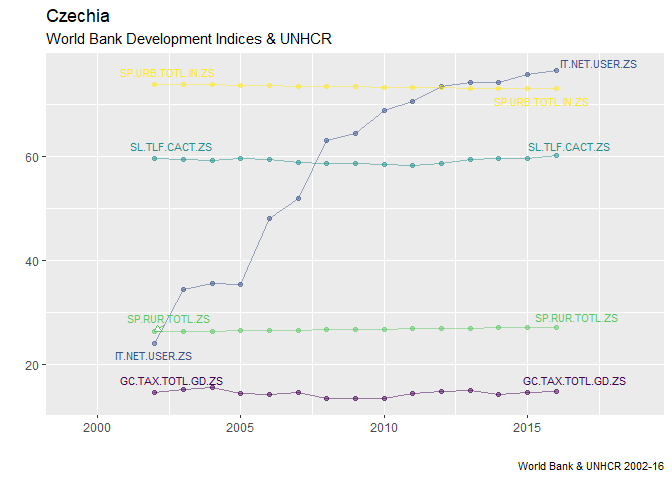 Czechia
World Bank Development Indices & UNHCR
IT.NET.USER.ZS
SP.URB.TOTL.IN.ZS
SP.URB.TOTL.IN.ZS
SL.TLF.CACT.ZS
SL.TLF.CACT.ZS
60
40
SP.RUR.TOTL.ZS
SP.RUR.TOTL.ZS
IT.NET.USER.ZS
20
GC.TAX.TOTL.GD.ZS
GC.TAX.TOTL.GD.ZS
2000
2005
2010
2015
World Bank & UNHCR 2002-16